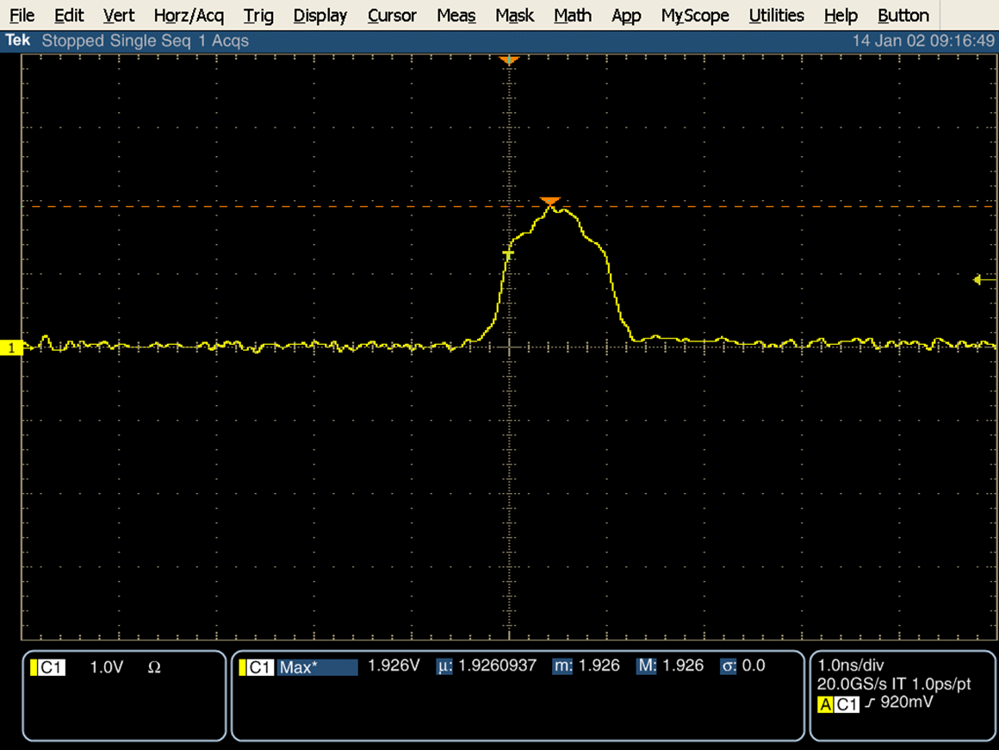 File Edit Vert Horz/Acq Trig Display Cursor Meas Mask Math App MyScope Utilities Help Button
Tek Stopped Single Seq 1 Acqs 14 Jan 02 09:16:49
1
C1 1.0V Ω
C1 Max* 1.926V µ: 1.9260937 m: 1.926 M: 1.926 σ: 0.0
1.0ns/div
20.0GS/s IT 1.0ps/pt
A C1 ⌠ 920mV